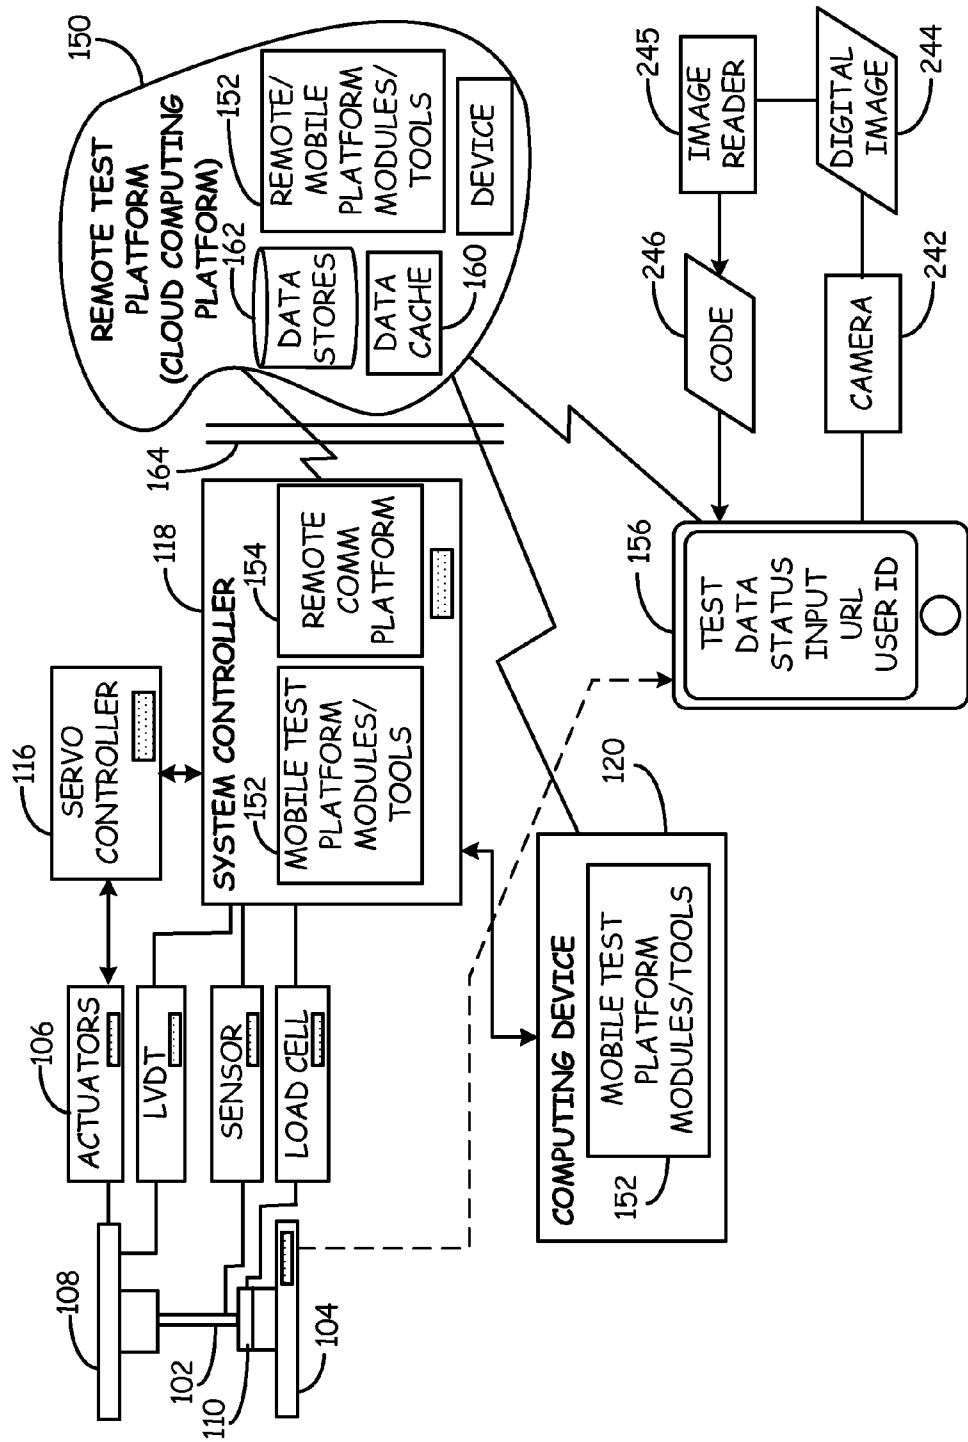 108
102
110
104
106
ACTUATORS
LVDT
SENSOR
LOAD CELL
116
SERVO
CONTROLLER
118
SYSTEM CONTROLLER
152
MOBILE TEST
PLATFORM
MODULES/
TOOLS
154
REMOTE
COMM
PLATFORM
164
150
REMOTE TEST
PLATFORM
(CLOUD COMPUTING
PLATFORM)
162
DATA
STORES
152
REMOTE/
MOBILE
PLATFORM
MODULES/
TOOLS
DATA
CACHE
160
DEVICE
COMPUTING DEVICE
120
MOBILE TEST
PLATFORM
MODULES/TOOLS
152
156
TEST
DATA
STATUS
INPUT
URL
USER ID
246
CODE
245
IMAGE
READER
CAMERA
242
DIGITAL
IMAGE
244